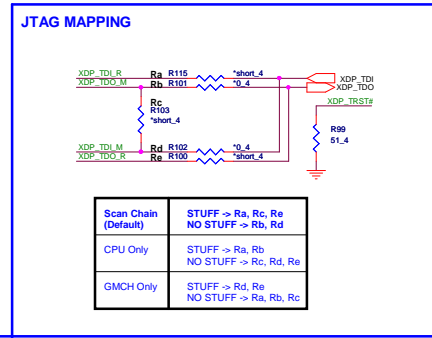 JTAG MAPPING
XDP_TDI_R Ra R115 *short_4 XDP_TDI
XDP_TDO_M Rb R101 *0_4 XDP_TDO
XDP_TRST#
Rc
R103
*short_4
R99
51_4
XDP_TDI_M Rd R102 *0_4
XDP_TDO_R Re R100 *short_4
Scan Chain STUFF -> Ra, Rc, Re
(Default) NO STUFF -> Rb, Rd
CPU Only STUFF -> Ra, Rb
NO STUFF -> Rc, Rd, Re
GMCH Only STUFF -> Rd, Re
NO STUFF -> Ra, Rb, Rc